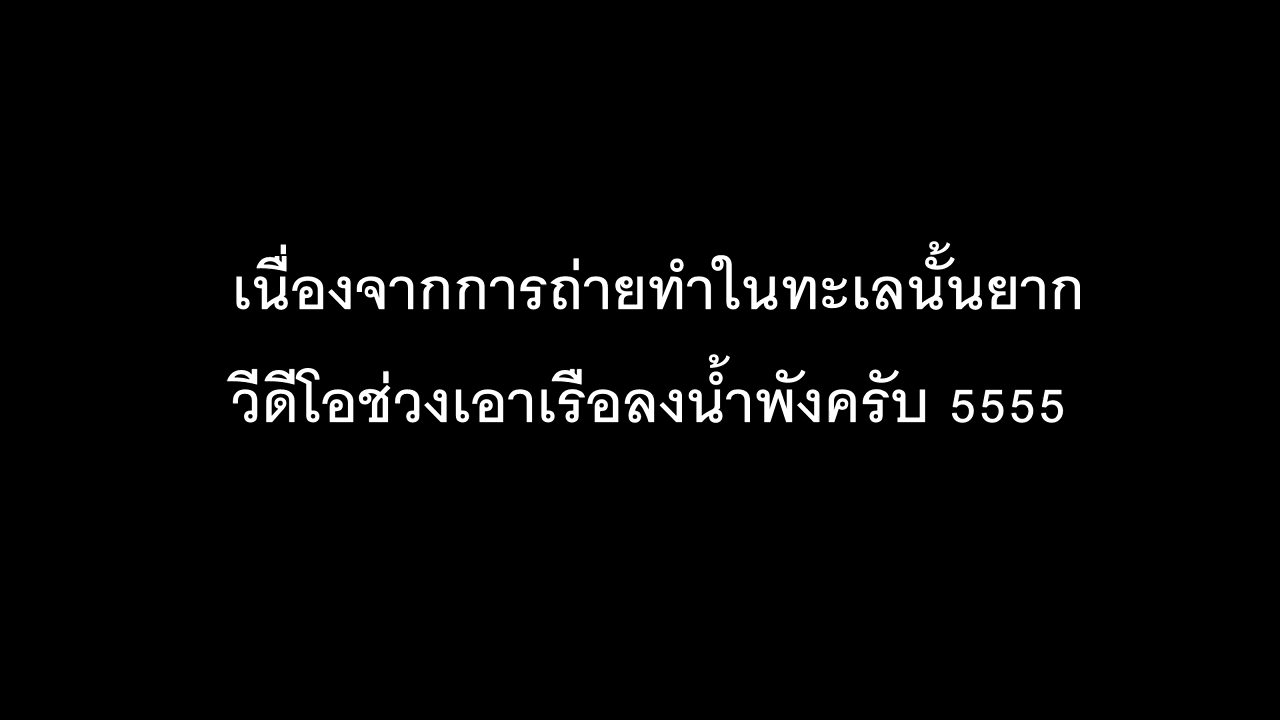 เนื่องจากการถ่ายทำในทะเลนั้นยาก
วีดีโอช่วงเอาเรือลงน้ำพังครับ 5555